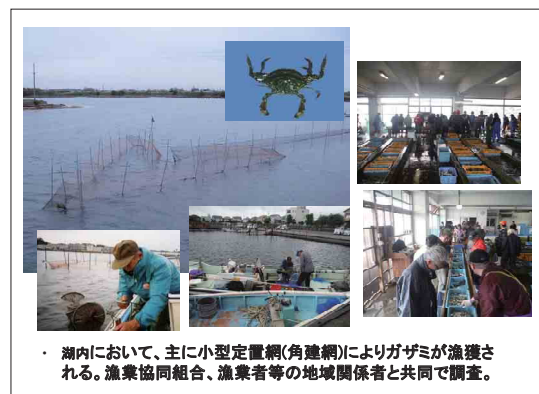 ・ 湖内において、主に小型定置網(角建網)によりガザミが漁獲さ
れる。漁業協同組合、漁業者等の地域関係者と共同で調査。